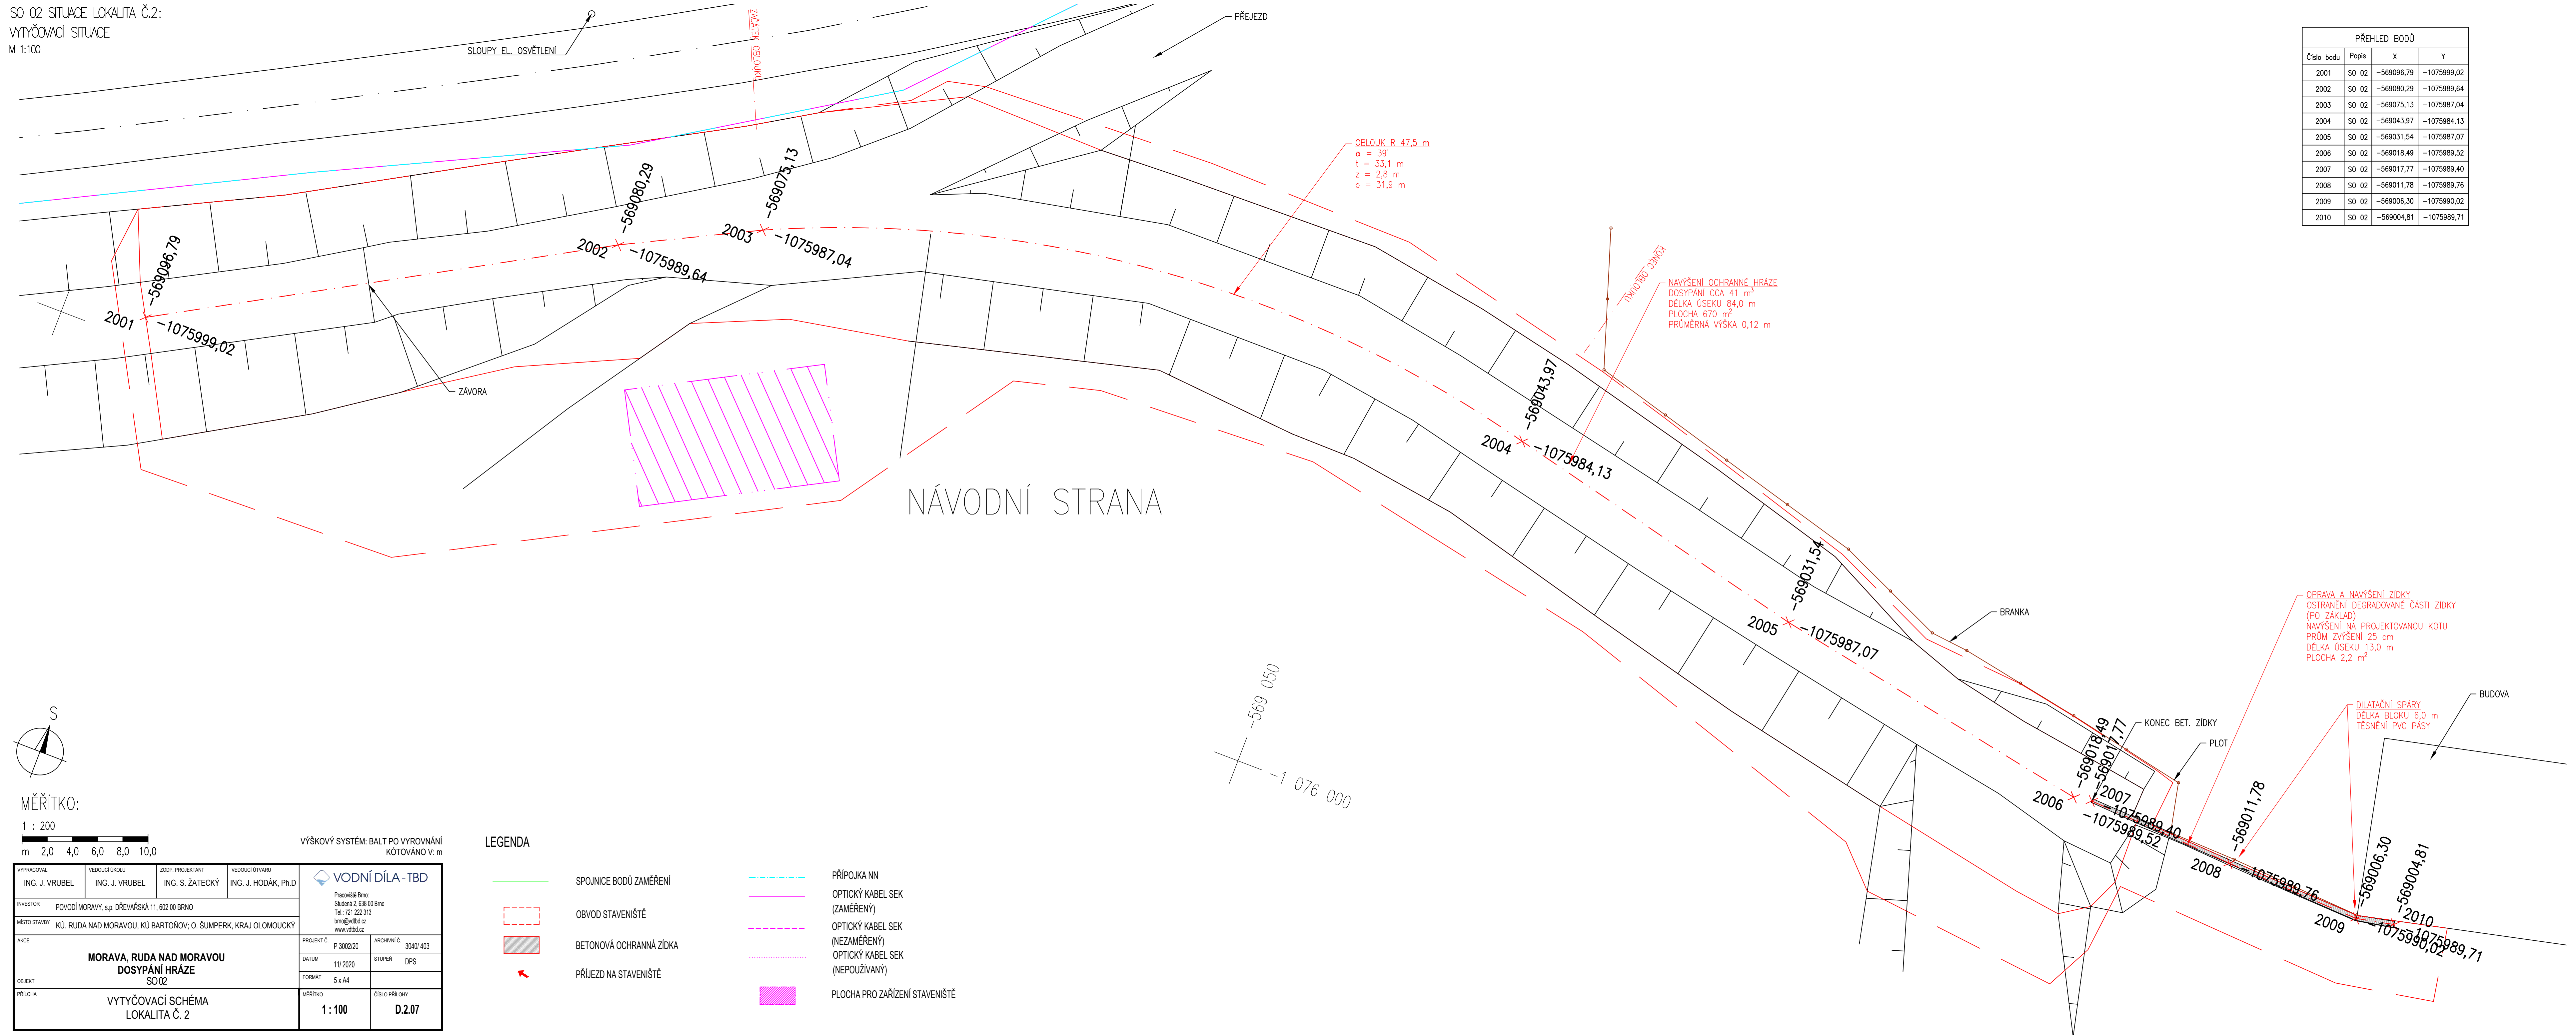 SO 02 SITUACE LOKALITA Č.2:
VYTYČOVACÍ SITUACE
M 1:100
SLOUPY EL. OSVĚTLENÍ
ZAČÁTEK OBLOUKU
PŘEJEZD
PŘEHLED BODŮ
Číslo bodu Popis X Y
2001 SO 02 -569096,79 -1075999,02
2002 SO 02 -569080,29 -1075989,64
2003 SO 02 -569075,13 -1075987,04
2004 SO 02 -569043,97 -1075984.13
2005 SO 02 -569031,54 -1075987,07
2006 SO 02 -569018,49 -1075989,52
2007 SO 02 -569017,77 -1075989,40
2008 SO 02 -569011,78 -1075989,76
2009 SO 02 -569006,30 -1075990,02
2010 SO 02 -569004,81 -1075989,71
OBLOUK R 47,5 m
α = 39°
t = 33,1 m
z = 2,8 m
o = 31,9 m
KONEC OBLOUKU
NAVÝŠENÍ OCHRANNÉ HRÁZE
DOSYPÁNÍ CCA 41 m³
DÉLKA ÚSEKU 84,0 m
PLOCHA 670 m²
PRŮMĚRNÁ VÝŠKA 0,12 m
2001
-569096,79
-1075999,02
2002
-569080,29
-1075989,64
2003
-569075,13
-1075987,04
ZÁVORA
2004
-569043,97
-1075984,13
NÁVODNÍ STRANA
2005
-569031,54
-1075987,07
BRANKA
OPRAVA A NAVÝŠENÍ ZÍDKY
OSTRANĚNÍ DEGRADOVANÉ ČÁSTI ZÍDKY
(PO ZÁKLAD)
NAVÝŠENÍ NA PROJEKTOVANOU KOTU
PRŮM ZVÝŠENÍ 25 cm
DÉLKA ÚSEKU 13,0 m
PLOCHA 2,2 m²
DILATAČNÍ SPÁRY
DÉLKA BLOKU 6,0 m
TĚSNĚNÍ PVC PÁSY
BUDOVA
KONEC BET. ZÍDKY
PLOT
-569 050
-1 076 000
2006
-569018,49
-1075989,52
2007
-569017,77
-1075989,40
2008
-569011,78
-1075989,76
2009
-569006,30
-1075990,02
2010
-569004,81
-1075989,71
S
MĚŘÍTKO:
1 : 200
m 2,0 4,0 6,0 8,0 10,0
VÝŠKOVÝ SYSTÉM: BALT PO VYROVNÁNÍ
KÓTOVÁNO V: m
VYPRACOVAL
ING. J. VRUBEL
VEDOUCÍ ÚKOLU
ING. J. VRUBEL
ZODP. PROJEKTANT
ING. S. ŽATECKÝ
VEDOUCÍ ÚTVARU
ING. J. HODÁK, Ph.D
VODNÍ DÍLA - TBD
Pracoviště Brno:
Studená 2, 638 00 Brno
Tel.: 721 222 313
brno@vdtbd.cz
www.vdtbd.cz
INVESTOR POVODÍ MORAVY, s.p. DŘEVAŘSKÁ 11, 602 00 BRNO
MÍSTO STAVBY KÚ. RUDA NAD MORAVOU, KÚ BARTOŇOV; O. ŠUMPERK, KRAJ OLOMOUCKÝ
AKCE
MORAVA, RUDA NAD MORAVOU
DOSYPÁNÍ HRÁZE
OBJEKT SO 02
PROJEKT Č. P 3002/20
ARCHIVNÍ Č. 3040/ 403
DATUM 11/ 2020
STUPEŇ DPS
FORMÁT 5 x A4
PŘÍLOHA
VYTYČOVACÍ SCHÉMA
LOKALITA Č. 2
MĚŘÍTKO
1 : 100
ČÍSLO PŘÍLOHY
D.2.07
LEGENDA
SPOJNICE BODŮ ZAMĚŘENÍ
OBVOD STAVENIŠTĚ
BETONOVÁ OCHRANNÁ ZÍDKA
PŘÍJEZD NA STAVENIŠTĚ
PŘÍPOJKA NN
OPTICKÝ KABEL SEK
(ZAMĚŘENÝ)
OPTICKÝ KABEL SEK
(NEZAMĚŘENÝ)
OPTICKÝ KABEL SEK
(NEPOUŽÍVANÝ)
PLOCHA PRO ZAŘÍZENÍ STAVENIŠTĚ